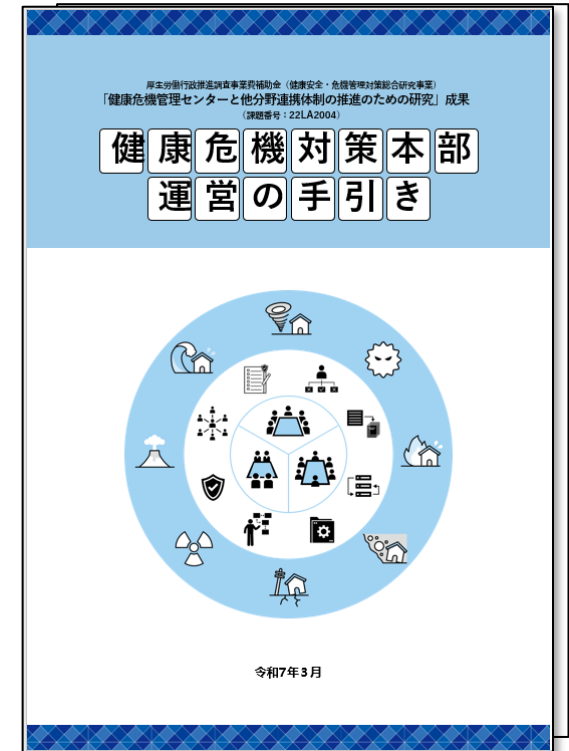 厚生労働行政推進調査事業費補助金（健康安全・危機管理対策総合研究事業）
「健康危機管理センターと他分野連携体制の推進のための研究」成果
（課題番号：22LA2004）
健康危機対策本部
運営の手引き
令和7年3月